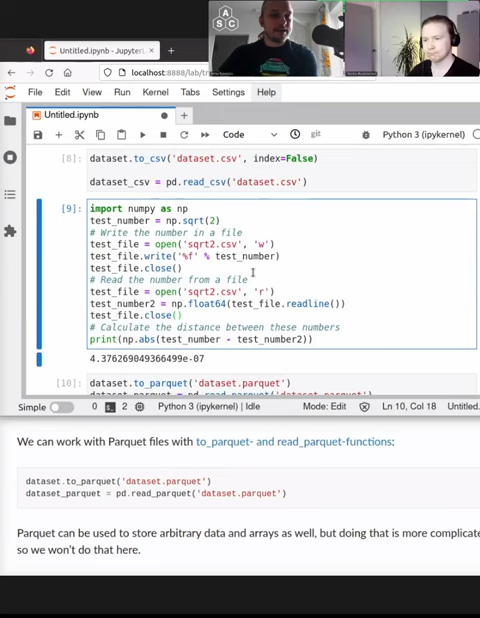 A
S C
Untitled.ipynb - JupyterL
localhost:8888/lab/tr
File Edit View Run Kernel Tabs Settings Help
Untitled.ipynb
Code git Python 3 (ipykernel)
[8]: dataset.to_csv('dataset.csv', index=False)
dataset_csv = pd.read_csv('dataset.csv')
[9]: import numpy as np
test_number = np.sqrt(2)
# Write the number in a file
test_file = open('sqrt2.csv', 'w')
test_file.write('%f' % test_number)
test_file.close()
# Read the number from a file
test_file = open('sqrt2.csv', 'r')
test_number2 = np.float64(test_file.readline())
test_file.close()
# Calculate the distance between these numbers
print(np.abs(test_number - test_number2))
4.376269049366499e-07
[10]: dataset.to_parquet('dataset.parquet')
dataset_parquet = pd.read_parquet('dataset.parquet')
Simple 0 2 Python 3 (ipykernel) | Idle Mode: Edit Ln 10, Col 18 Untitled.
We can work with Parquet files with to_parquet- and read_parquet-functions:
dataset.to_parquet('dataset.parquet')
dataset_parquet = pd.read_parquet('dataset.parquet')
Parquet can be used to store arbitrary data and arrays as well, but doing that is more complicate
so we won't do that here.